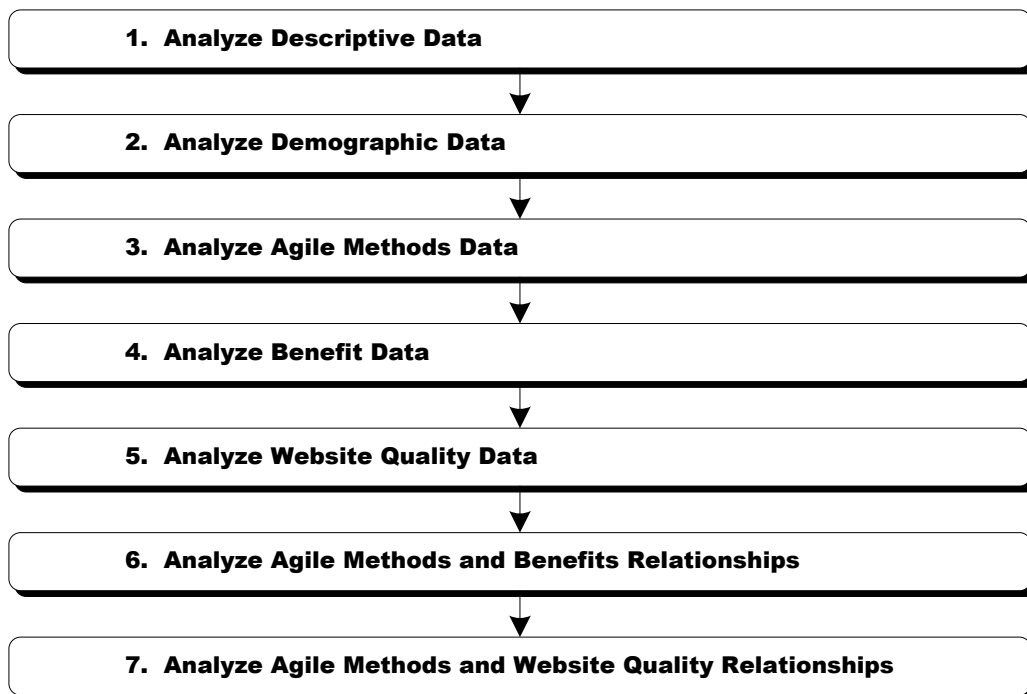 1. Analyze Descriptive Data
2. Analyze Demographic Data
3. Analyze Agile Methods Data
4. Analyze Benefit Data
5. Analyze Website Quality Data
6. Analyze Agile Methods and Benefits Relationships
7. Analyze Agile Methods and Website Quality Relationships